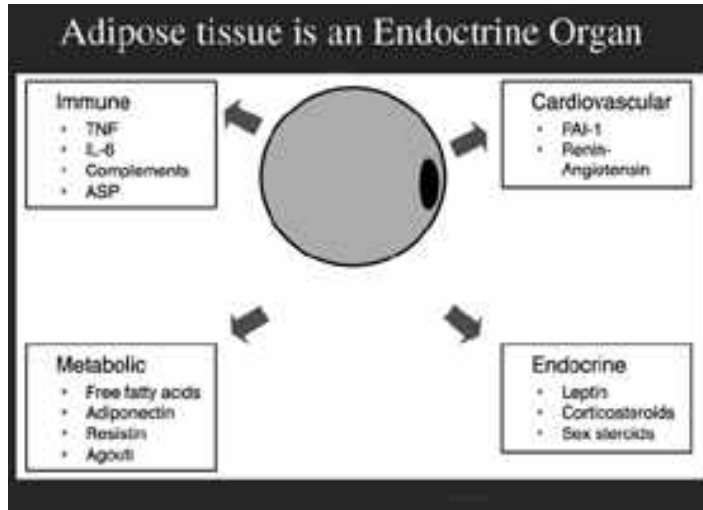 Adipose tissue is an Endocrine Organ
Immune
• TNF
• IL-6
• Complements
• ASP
Cardiovascular
• PAI-1
• Renin-
Angiotensin
Metabolic
• Free fatty acids
• Adiponectin
• Resistin
• Agouti
Endocrine
• Leptin
• Corticosteroids
• Sex steroids